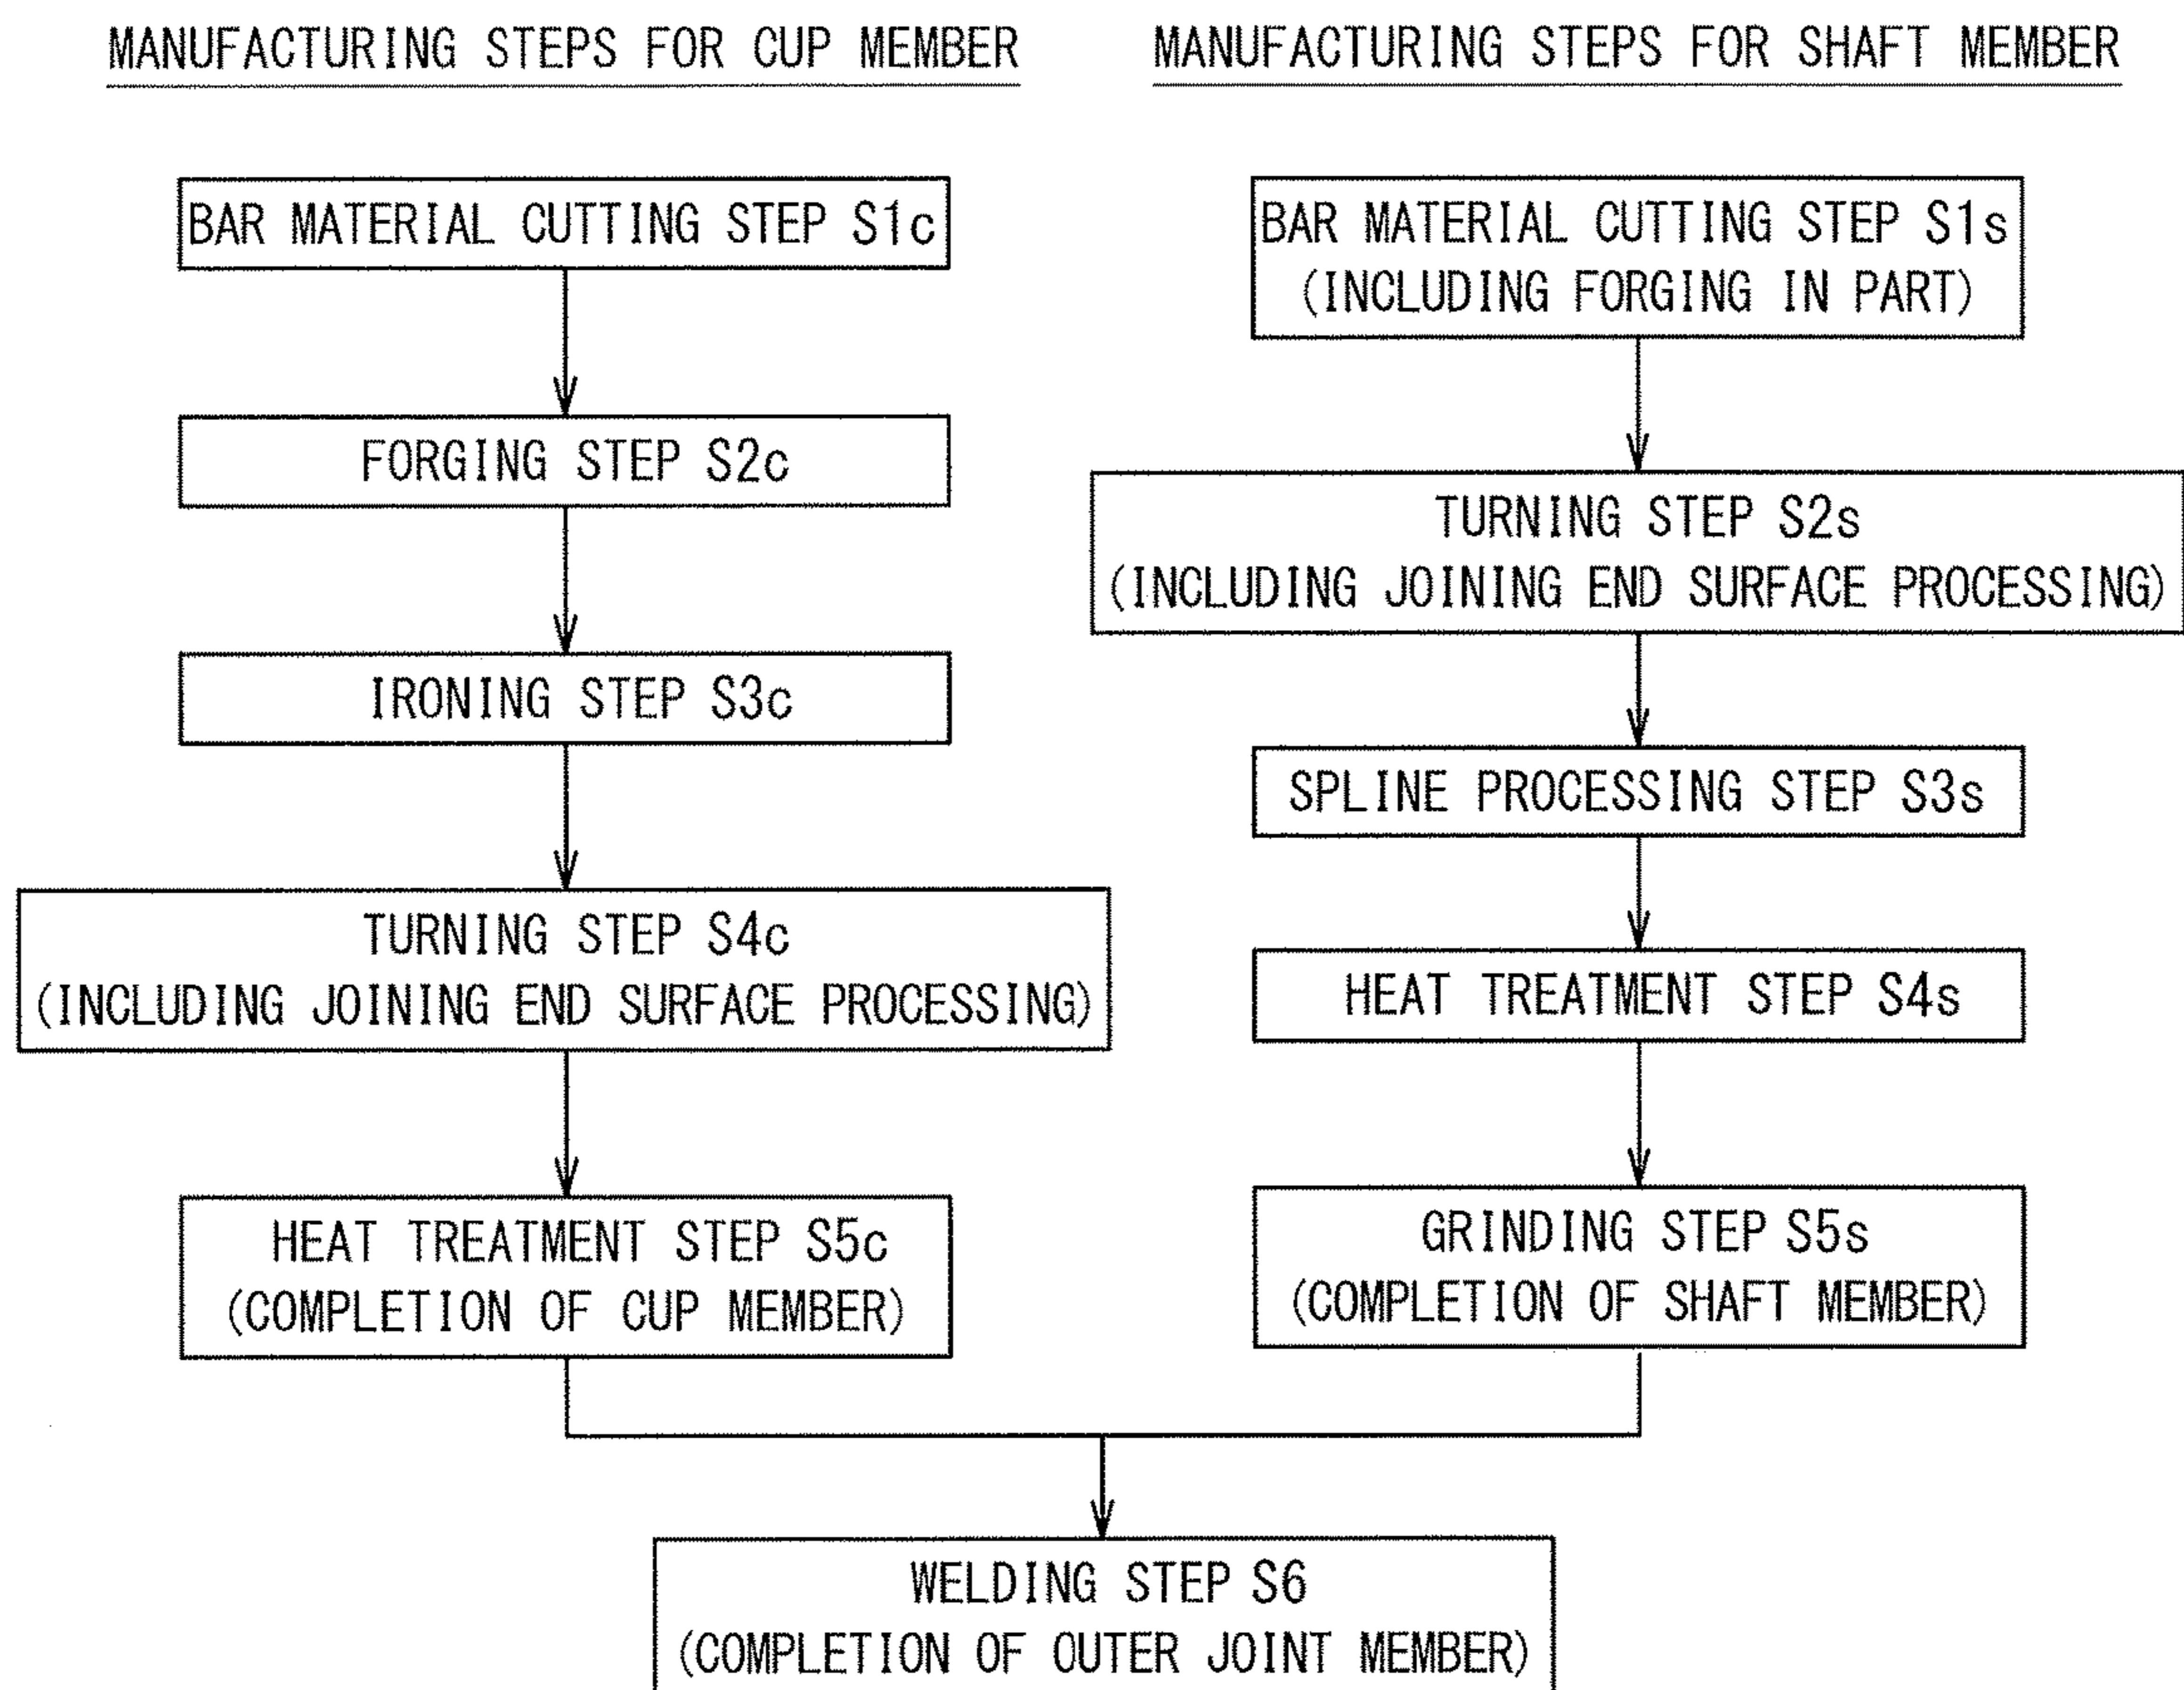 MANUFACTURING STEPS FOR CUP MEMBER
BAR MATERIAL CUTTING STEP S1c
FORGING STEP S2c
IRONING STEP S3c
TURNING STEP S4c
(INCLUDING JOINING END SURFACE PROCESSING)
HEAT TREATMENT STEP S5c
(COMPLETION OF CUP MEMBER)
MANUFACTURING STEPS FOR SHAFT MEMBER
BAR MATERIAL CUTTING STEP S1s
(INCLUDING FORGING IN PART)
TURNING STEP S2s
(INCLUDING JOINING END SURFACE PROCESSING)
SPLINE PROCESSING STEP S3s
HEAT TREATMENT STEP S4s
GRINDING STEP S5s
(COMPLETION OF SHAFT MEMBER)
WELDING STEP S6
(COMPLETION OF OUTER JOINT MEMBER)